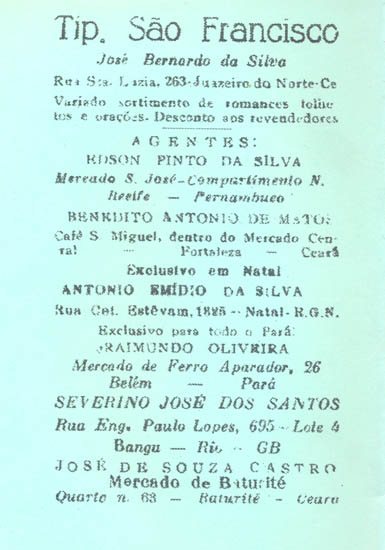 Tip. São Francisco
José Bernardo da Silva
Rua Sta. Luzia, 263-Juazeiro do Norte-Ce
Variado sortimento de romances folhe-
tos e orações. Desconto aos revendedores
AGENTES:
EDSON PINTO DA SILVA
Mercado S. José-Compartimento N.
Recife — Pernambuco
BENEDITO ANTONIO DE MATOS
Café S. Miguel, dentro do Mercado Cen-
ral — Fortaleza — Ceará
Exclusivo em Natal
ANTONIO EMÍDIO DA SILVA
Rua Cel. Estêvam, 1325 -- Natal-R.G.N.
Exclusivo para todo o Pará:
RAIMUNDO OLIVEIRA
Mercado de Ferro Aparador, 26
Belém — Pará
SEVERINO JOSÉ DOS SANTOS
Rua Eng. Paulo Lopes, 695 - Lote 4
Bangu — Rio — GB
JOSÉ DE SOUZA CASTRO
Mercado de Baturité
Quarto n. 63 — Baturité -- Ceará